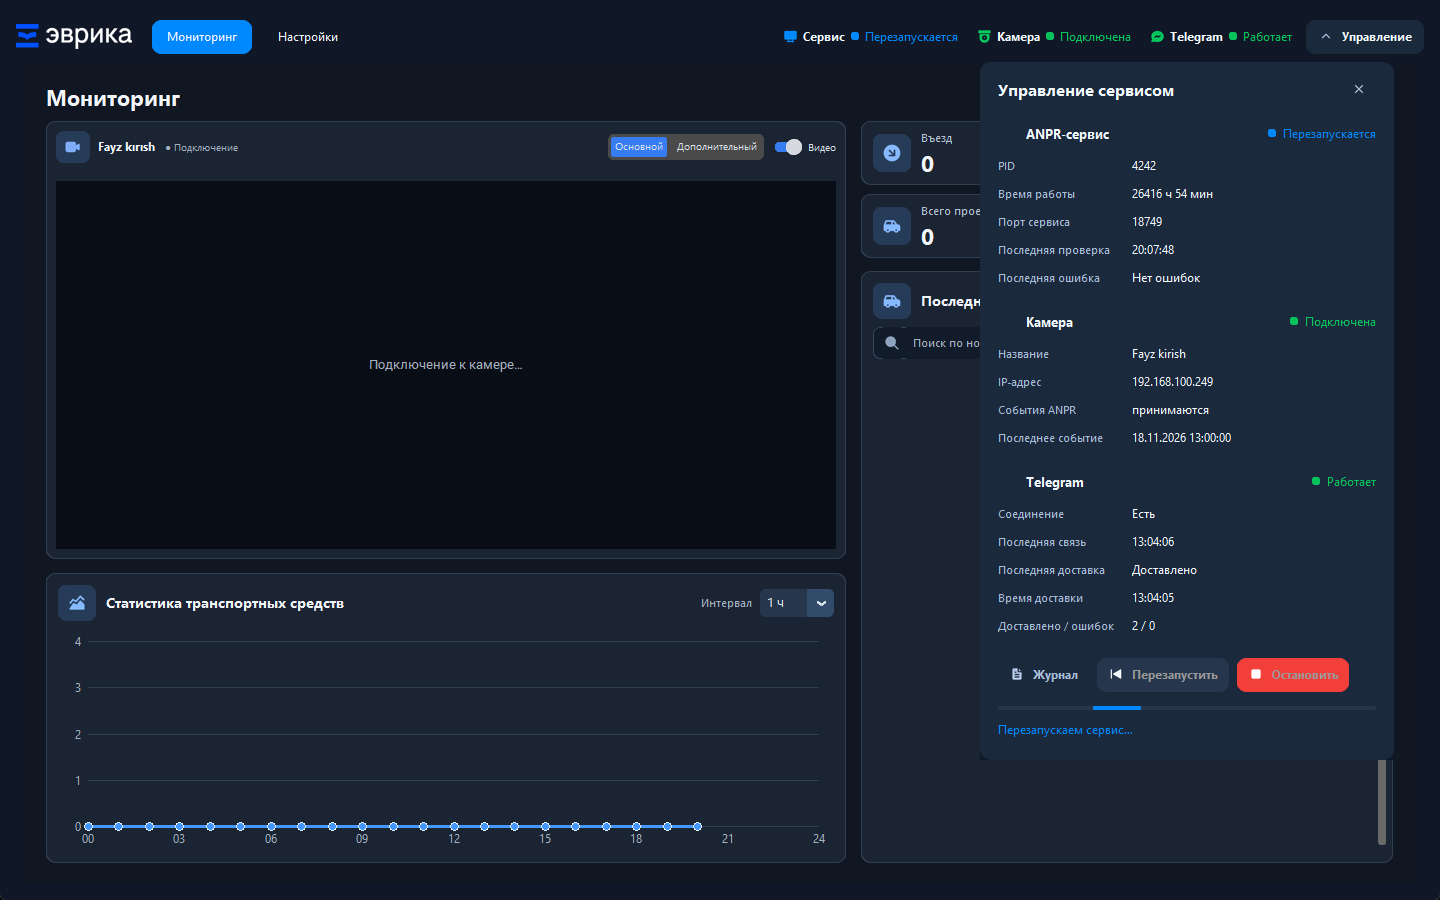 эврика
Мониторинг
Настройки
Сервис Перезапускается
Камера Подключена
Telegram Работает
Управление
Мониторинг
Fayz kırısh • Подключение
Основной Дополнительный
Видео
Подключение к камере...
Въезд
0
Всего прое
0
Последн
Поиск по но
Статистика транспортных средств
Интервал 1 ч
4
3
2
1
0
00 03 06 09 12 15 18 21 24
Управление сервисом
ANPR-сервис Перезапускается
PID 4242
Время работы 26416 ч 54 мин
Порт сервиса 18749
Последняя проверка 20:07:48
Последняя ошибка Нет ошибок
Камера Подключена
Название Fayz kirish
IP-адрес 192.168.100.249
События ANPR принимаются
Последнее событие 18.11.2026 13:00:00
Telegram Работает
Соединение Есть
Последняя связь 13:04:06
Последняя доставка Доставлено
Время доставки 13:04:05
Доставлено / ошибок 2 / 0
Журнал Перезапустить Остановить
Перезапускаем сервис...